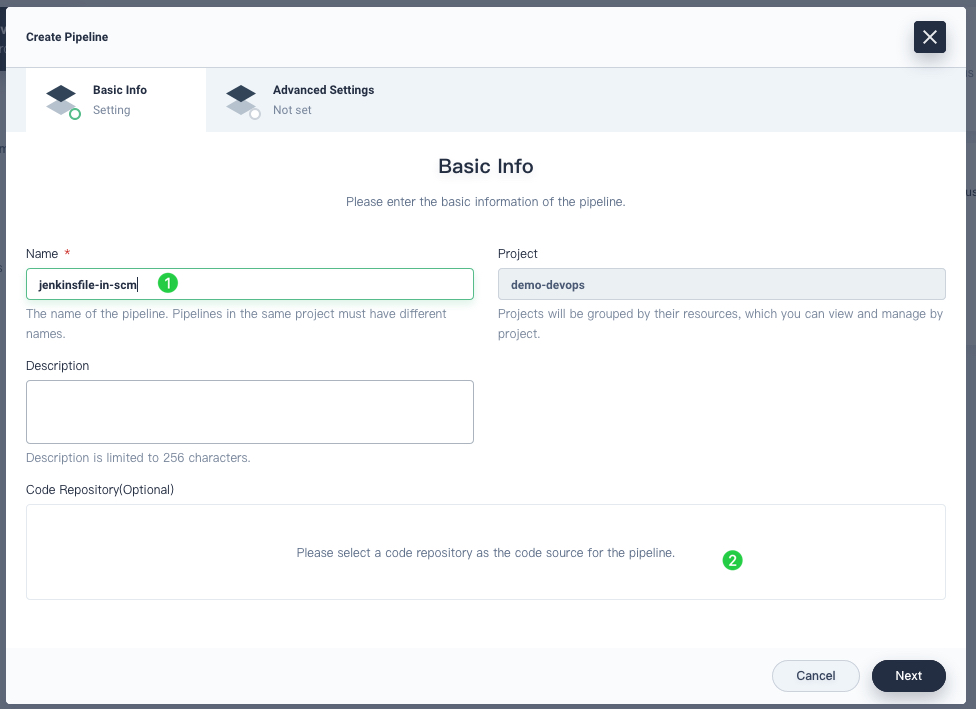 Create Pipeline
Basic Info
Setting
Advanced Settings
Not set
Basic Info
Please enter the basic information of the pipeline.
Name *
jenkinsfile-in-scm
1
The name of the pipeline. Pipelines in the same project must have different
names.
Project
demo-devops
Projects will be grouped by their resources, which you can view and manage by
project.
Description
Description is limited to 256 characters.
Code Repository(Optional)
Please select a code repository as the code source for the pipeline.
2
Cancel
Next